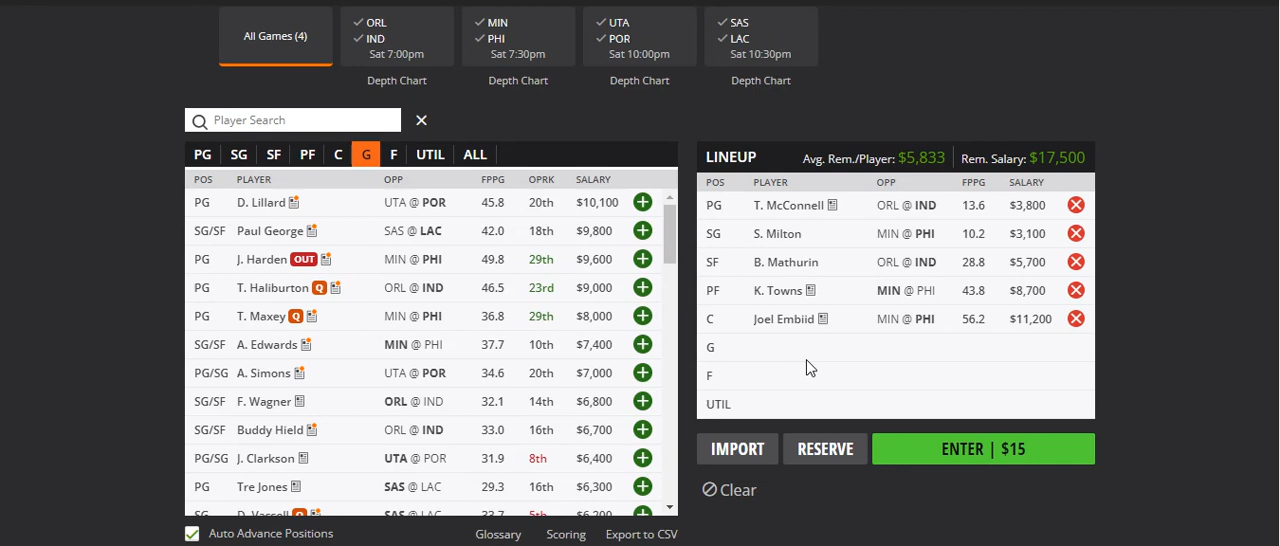 All Games (4)
ORL
IND
Sat 7:00pm
MIN
PHI
Sat 7:30pm
UTA
POR
Sat 10:00pm
SAS
LAC
Sat 10:30pm
Depth Chart
Depth Chart
Depth Chart
Depth Chart
Player Search
PG SG SF PF C G F UTIL ALL
POS PLAYER OPP FPPG OPRK SALARY
PG D. Lillard UTA @ POR 45.8 20th $10,100
SG/SF Paul George SAS @ LAC 42.0 18th $9,800
PG J. Harden OUT MIN @ PHI 49.8 29th $9,600
PG T. Haliburton Q ORL @ IND 46.5 23rd $9,000
PG T. Maxey Q MIN @ PHI 36.8 29th $8,000
SG/SF A. Edwards MIN @ PHI 37.7 10th $7,400
PG/SG A. Simons UTA @ POR 34.6 20th $7,000
SG/SF F. Wagner ORL @ IND 32.1 14th $6,800
SG/SF Buddy Hield ORL @ IND 33.0 16th $6,700
PG/SG J. Clarkson UTA @ POR 31.9 8th $6,400
PG Tre Jones SAS @ LAC 29.3 16th $6,300
SG D. Vassell Q SAS @ LAC 33.7 5th $6,200
Auto Advance Positions
Glossary Scoring Export to CSV
LINEUP Avg. Rem./Player: $5,833 Rem. Salary: $17,500
POS PLAYER OPP FPPG SALARY
PG T. McConnell ORL @ IND 13.6 $3,800
SG S. Milton MIN @ PHI 10.2 $3,100
SF B. Mathurin ORL @ IND 28.8 $5,700
PF K. Towns MIN @ PHI 43.8 $8,700
C Joel Embiid MIN @ PHI 56.2 $11,200
G
F
UTIL
IMPORT RESERVE ENTER | $15
Clear